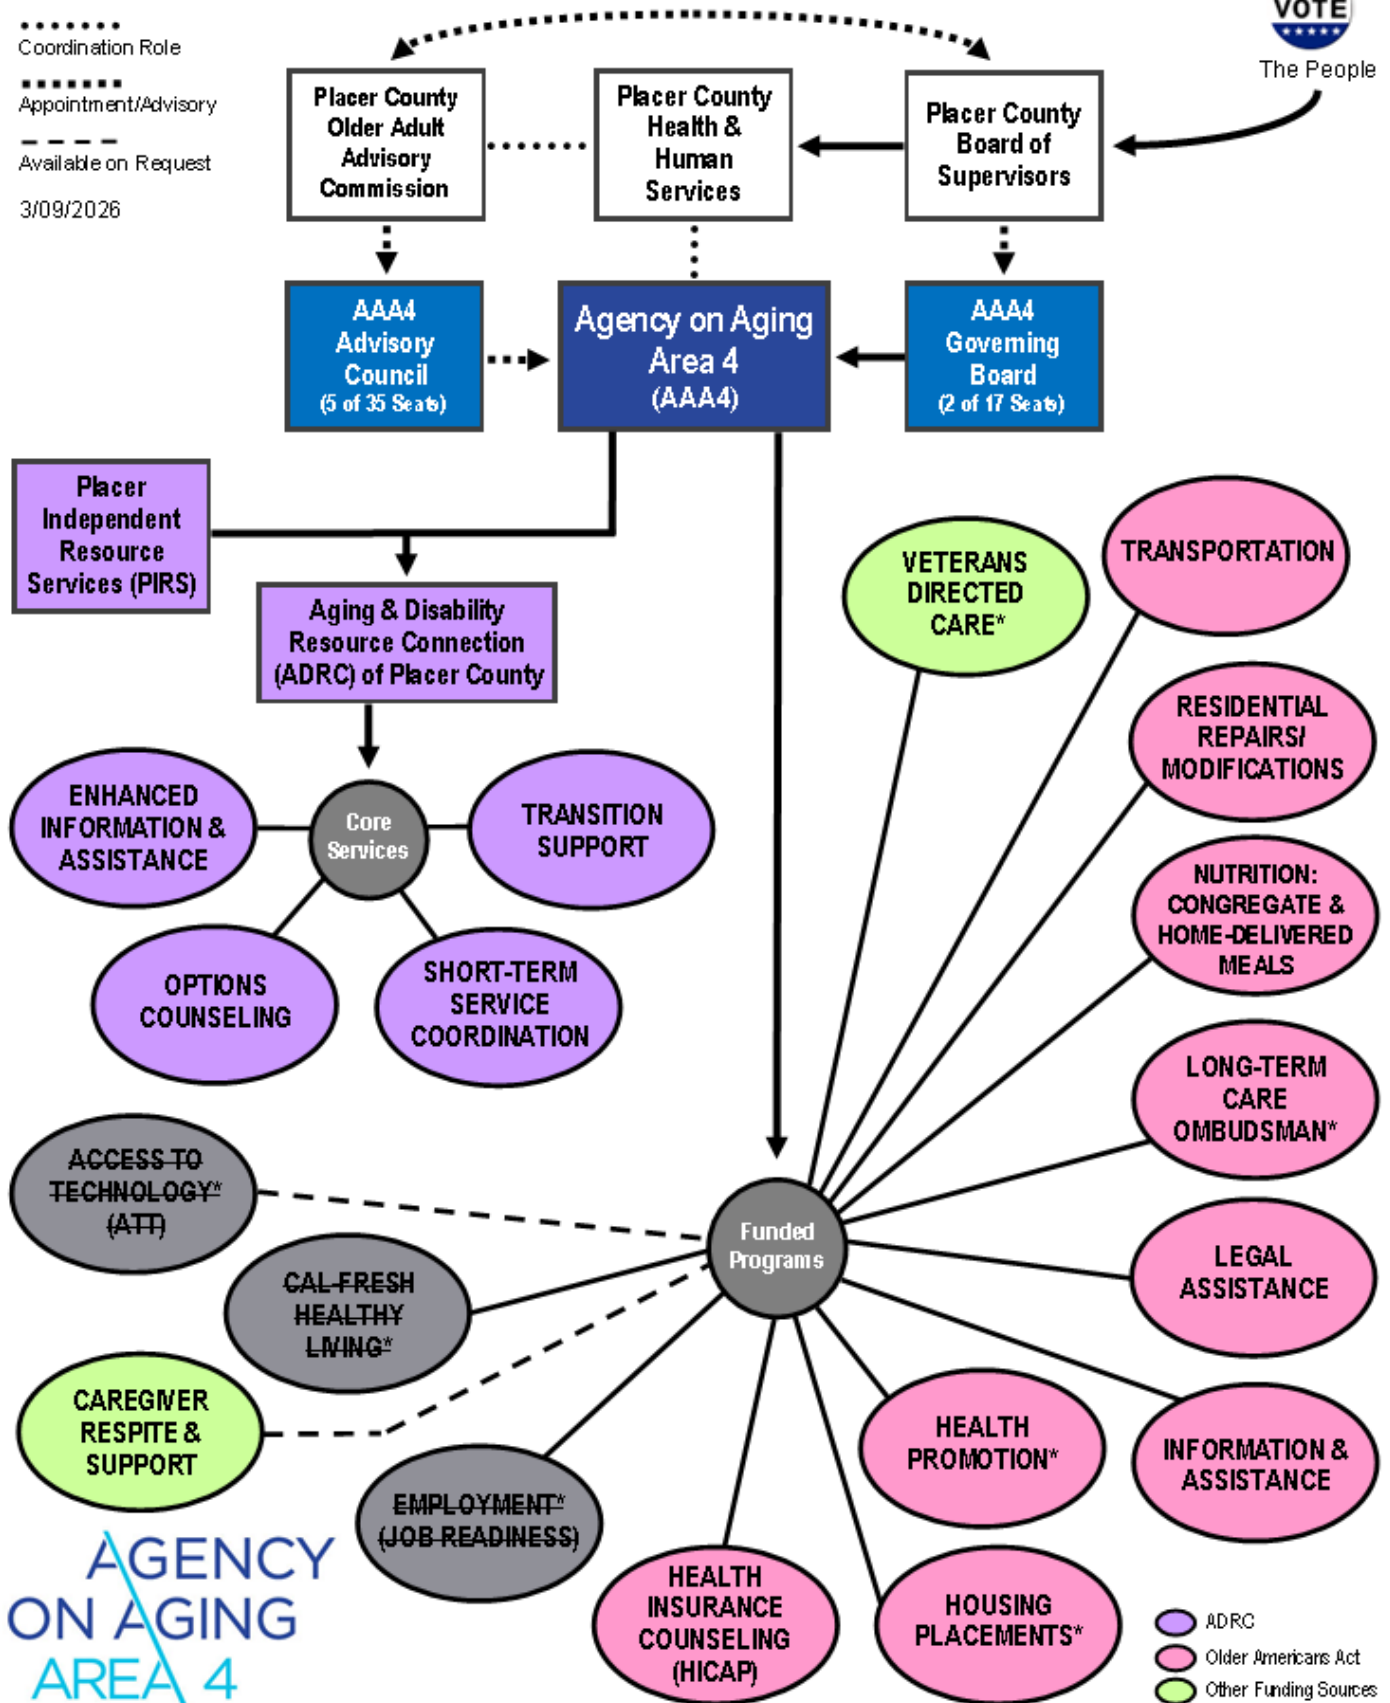 VOTE
The People
Coordination Role
Appointment/Advisory
Available on Request
3/09/2026
Placer County
Older Adult
Advisory
Commission
Placer County
Health &
Human
Services
Placer County
Board of
Supervisors
AAA4
Advisory
Council
(5 of 35 Seats)
Agency on Aging
Area 4
(AAA4)
AAA4
Governing
Board
(2 of 17 Seats)
Placer
Independent
Resource
Services (PIRS)
Aging & Disability
Resource Connection
(ADRC) of Placer County
VETERANS
DIRECTED
CARE*
TRANSPORTATION
RESIDENTIAL
REPAIRS/
MODIFICATIONS
NUTRITION:
CONGREGATE &
HOME-DELIVERED
MEALS
LONG-TERM
CARE
OMBUDSMAN*
LEGAL
ASSISTANCE
INFORMATION &
ASSISTANCE
Core
Services
ENHANCED
INFORMATION &
ASSISTANCE
TRANSITION
SUPPORT
OPTIONS
COUNSELING
SHORT-TERM
SERVICE
COORDINATION
Funded
Programs
ACCESS TO
TECHNOLOGY*
(ATT)
CAL-FRESH
HEALTHY
LIVING*
CAREGIVER
RESPITE &
SUPPORT
EMPLOYMENT*
(JOB READINESS)
HEALTH
PROMOTION*
HEALTH
INSURANCE
COUNSELING
(HICAP)
HOUSING
PLACEMENTS*
AGENCY
ON AGING
AREA 4
ADRC
Older Americans Act
Other Funding Sources